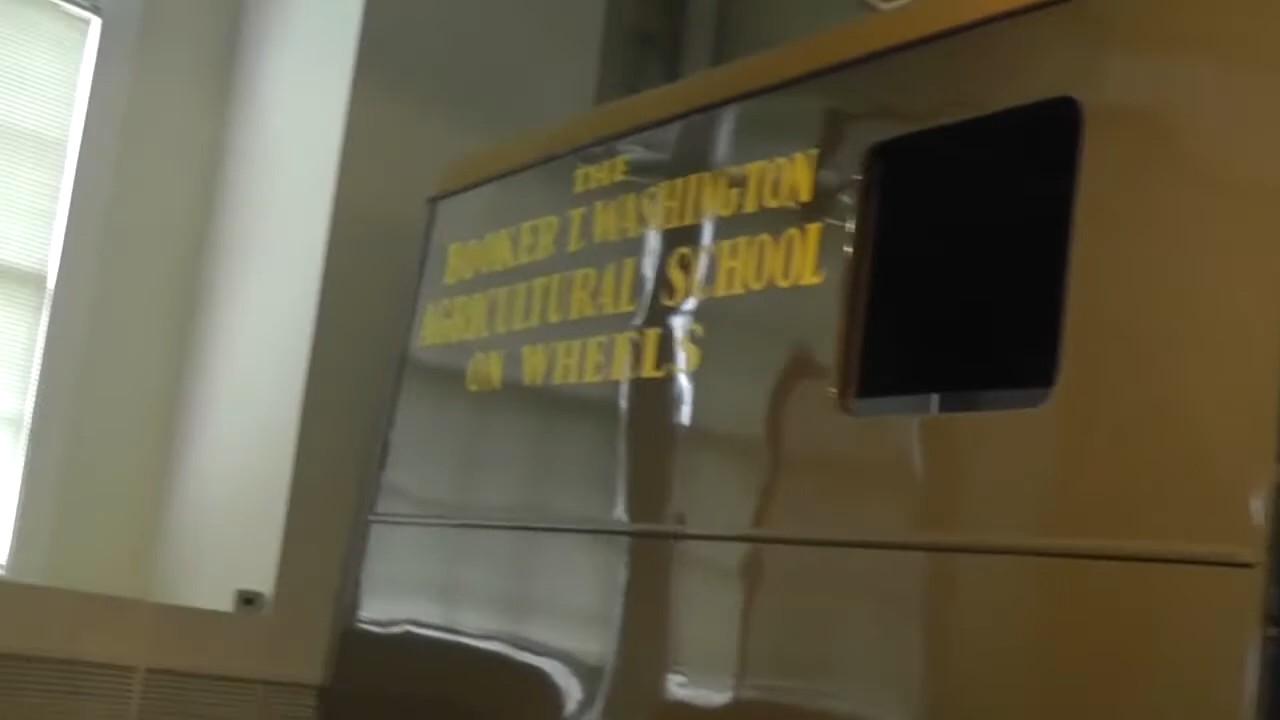 THE
BOOKER T. WASHINGTON
AGRICULTURAL SCHOOL
ON WHEELS